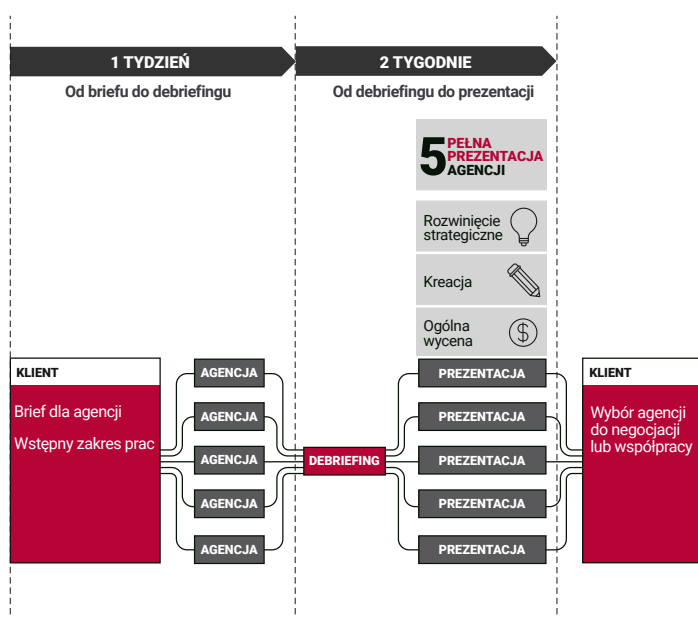 1 TYDZIEŃ
2 TYGODNIE
Od briefu do debriefingu
Od debriefingu do prezentacji
5
PEŁNA
PREZENTACJA
AGENCJI
Rozwinięcie
strategiczne
Kreacja
Ogólna
wycena
$
KLIENT
Brief dla agencji
Wstępny zakres prac
AGENCJA
AGENCJA
AGENCJA
AGENCJA
AGENCJA
DEBRIEFING
PREZENTACJA
PREZENTACJA
PREZENTACJA
PREZENTACJA
PREZENTACJA
KLIENT
Wybór agencji
do negocjacji
lub współpracy